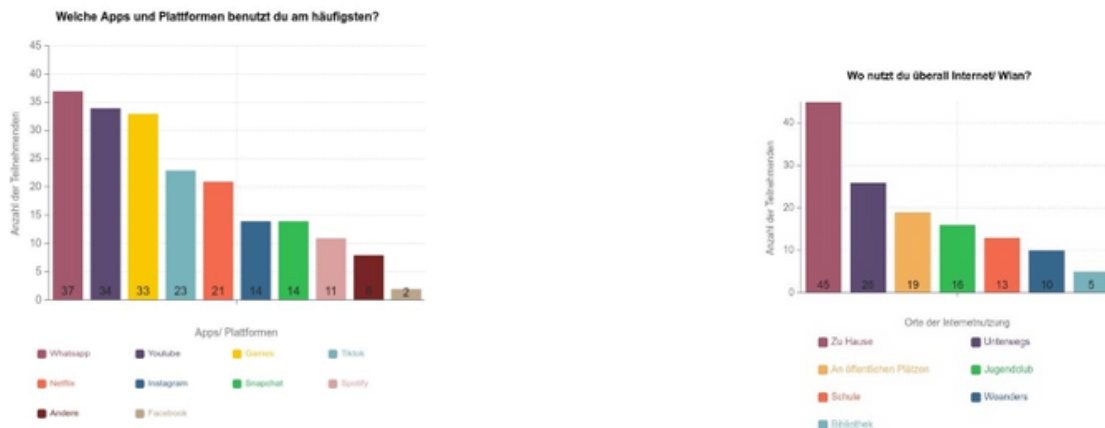 Welche Apps und Plattformen benutzt du am häufigsten?
45
40
35
30
25
20
15
10
5
0
Anzahl der Teilnehmenden
37 34 33 23 21 14 14 11 8 2
Apps/ Plattformen
Whatsapp Youtube Games Tiktok
Netflix Instagram Snapchat Spotify
Andere Facebook
Wo nutzt du überall Internet/ Wlan?
40
30
20
10
0
Anzahl der Teilnehmenden
45 26 19 16 13 10 5
Orte der Internetnutzung
Zu Hause Unterwegs
An öffentlichen Plätzen Jugendclub
Schule Woanders
Bibliothek